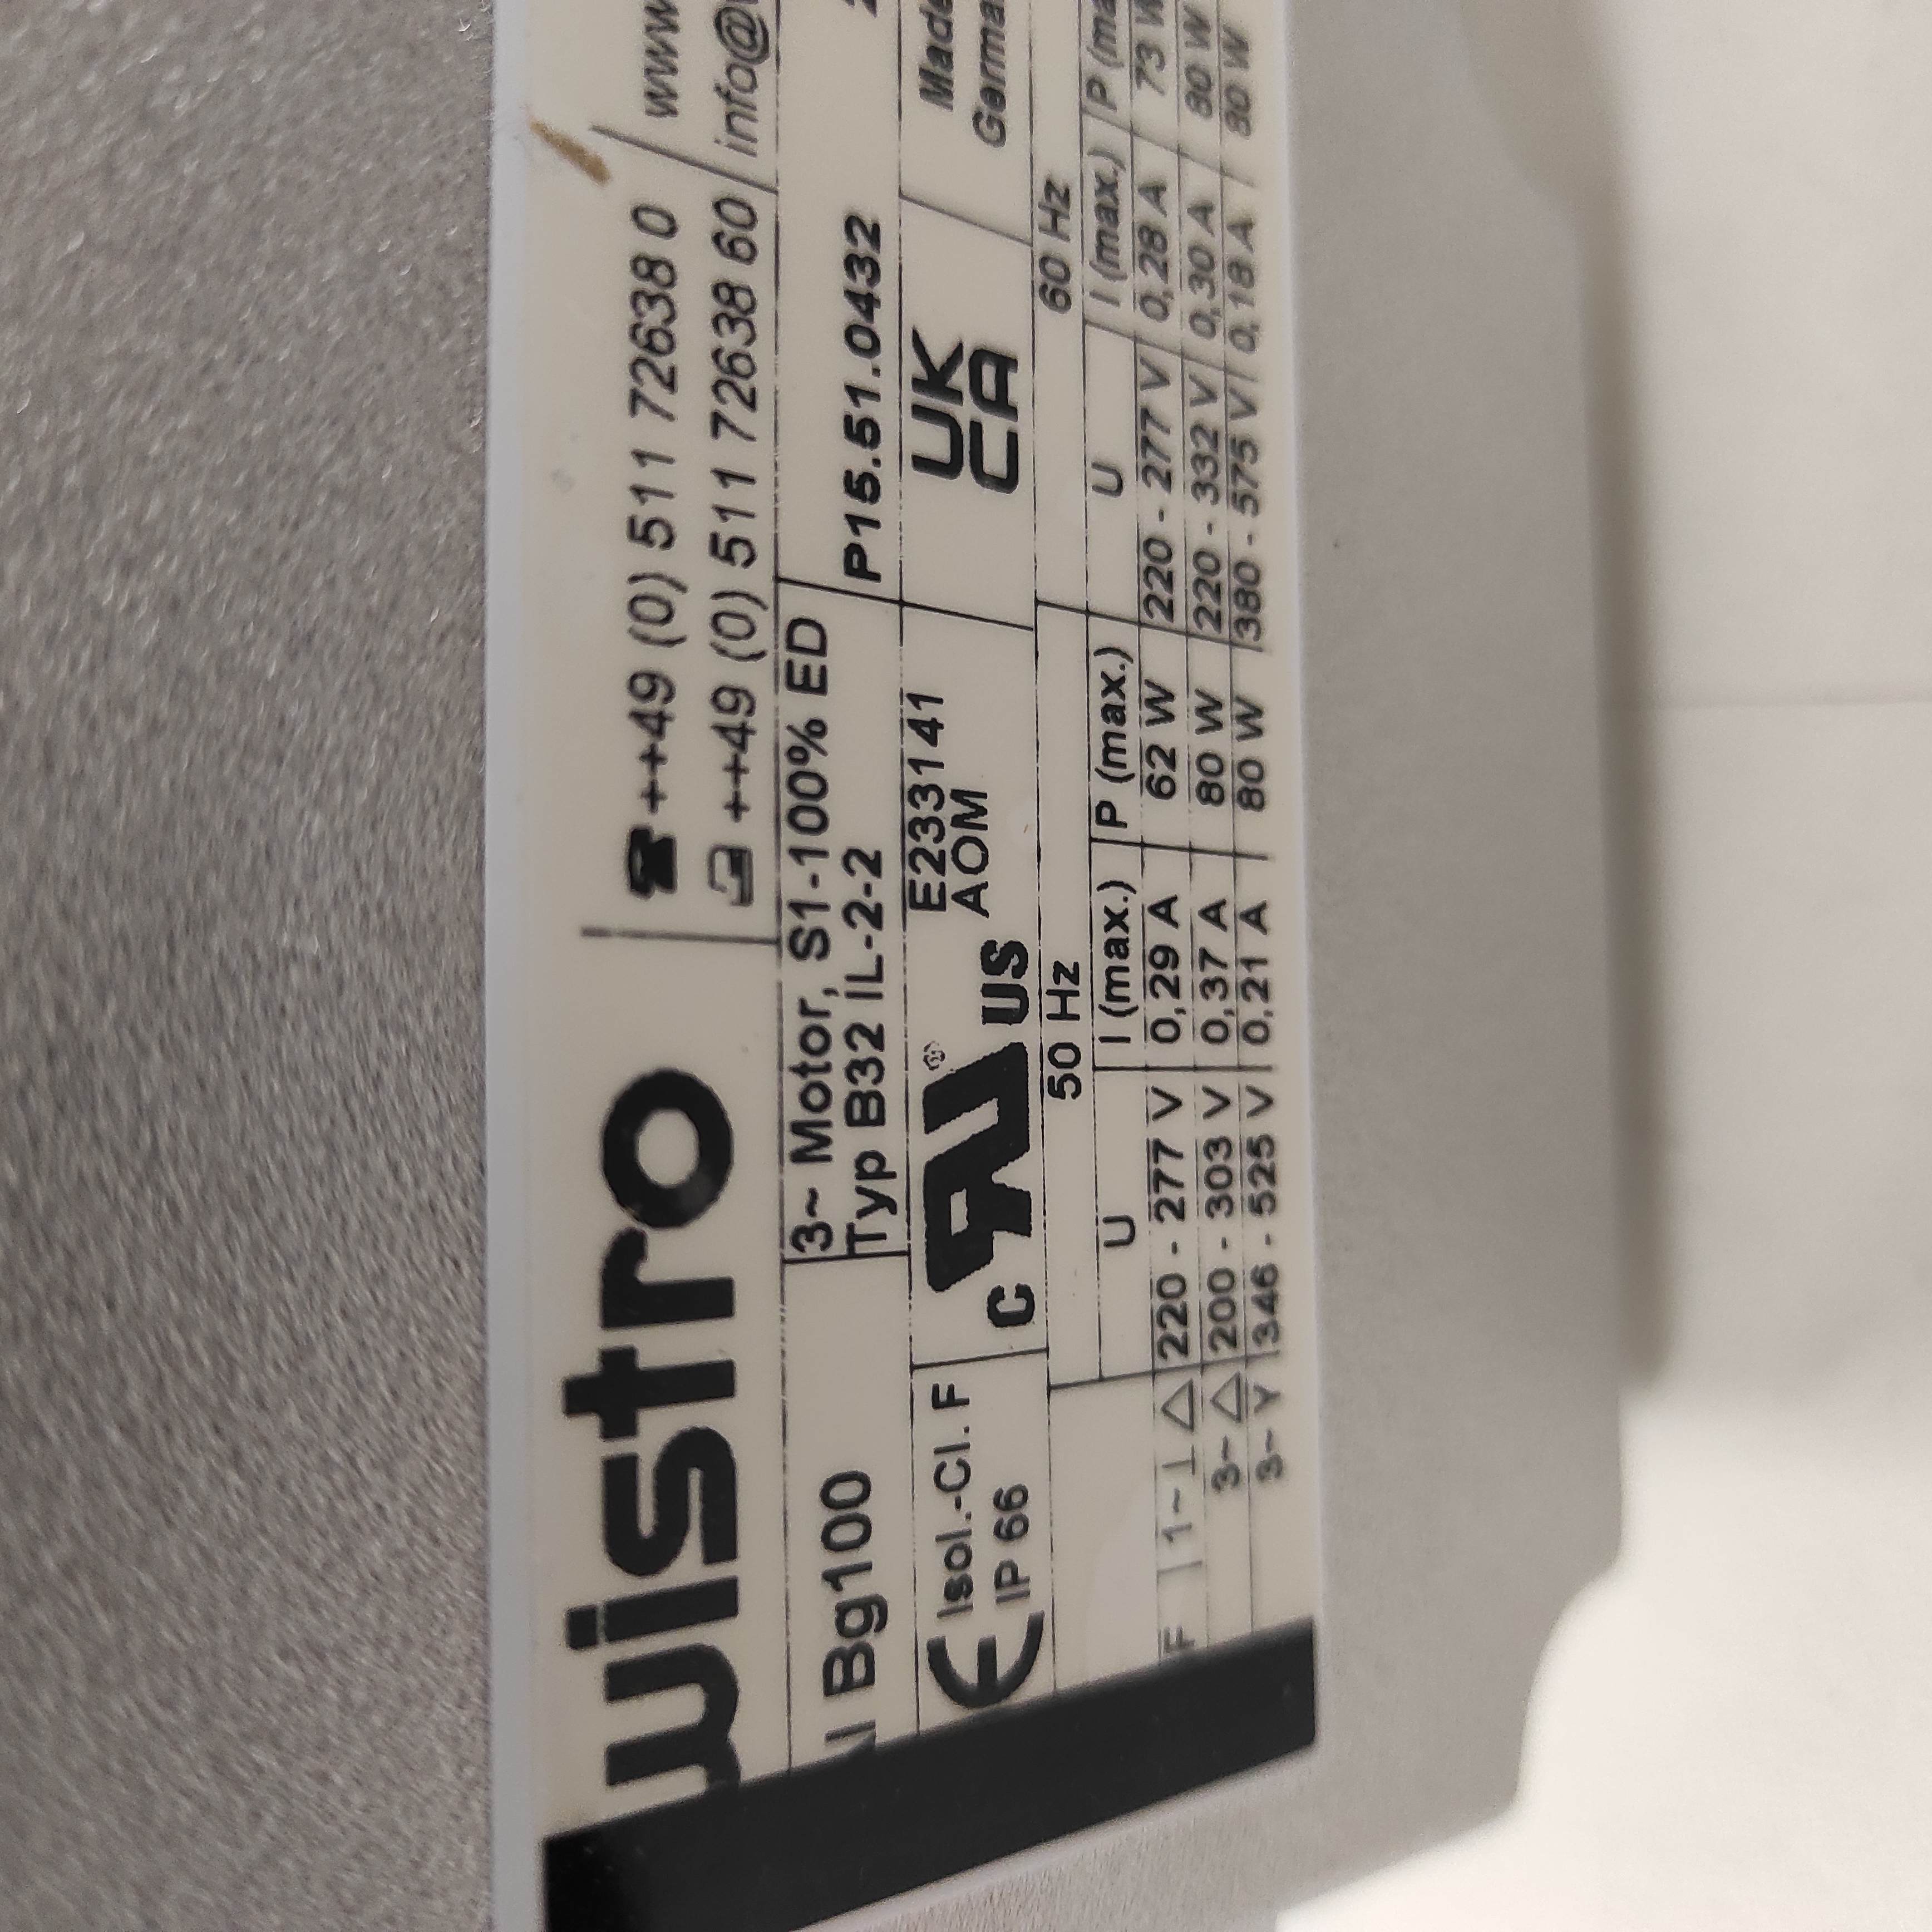 wistro
☎ ++49 (0) 511 72638 0
++49 (0) 511 72638 60
www
info@
Bg100
3~ Motor, S1-100% ED
Typ B32 IL-2-2
P15.51.0432
CE Isol.-Cl. F
IP 66
c RU ® US
E233141
AOM
UK
CA
Made
Germa
50 Hz 60 Hz
U I (max.) P (max.) U I (max.) P (ma
1~ ⊥ △ 220 - 277 V 0,29 A 62 W 220 - 277 V 0,28 A 73 W
3~ △ 200 - 303 V 0,37 A 80 W 220 - 332 V 0,30 A 80 W
3~ Y 346 - 525 V 0,21 A 80 W 380 - 575 V 0,18 A 80 W